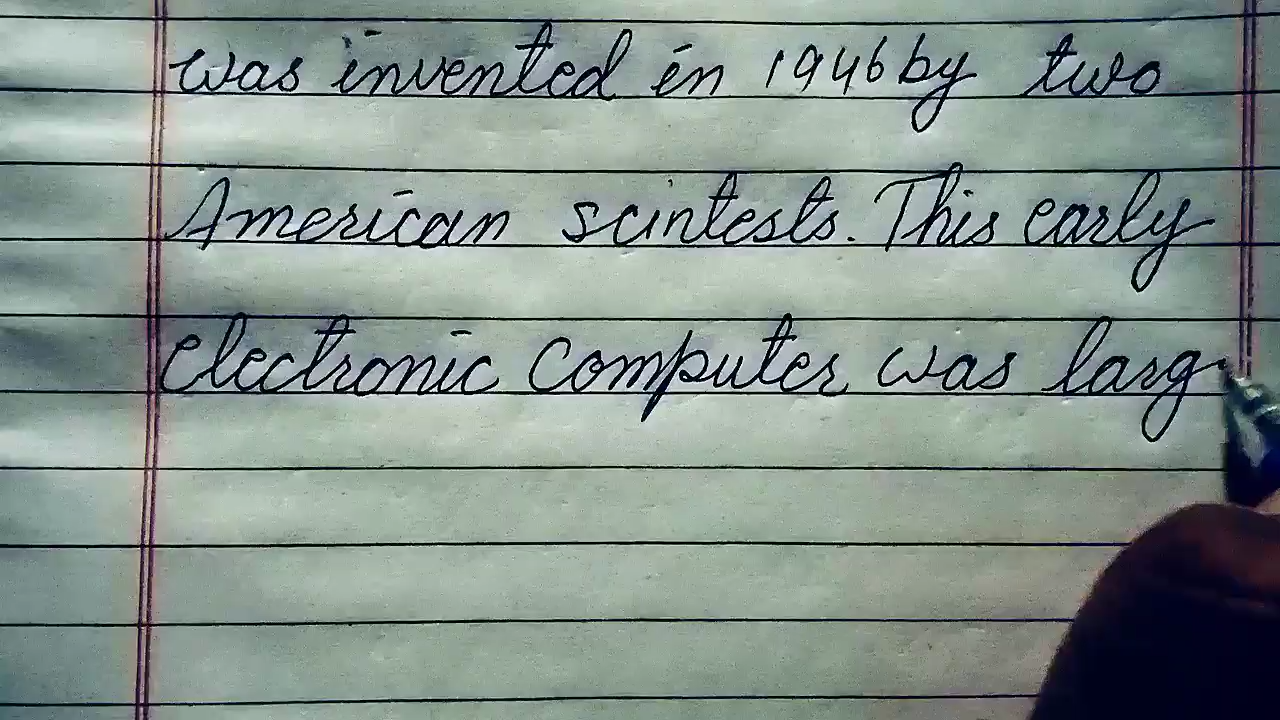 was invented in 1946 by two
American scintests. This early
electronic computer was larg